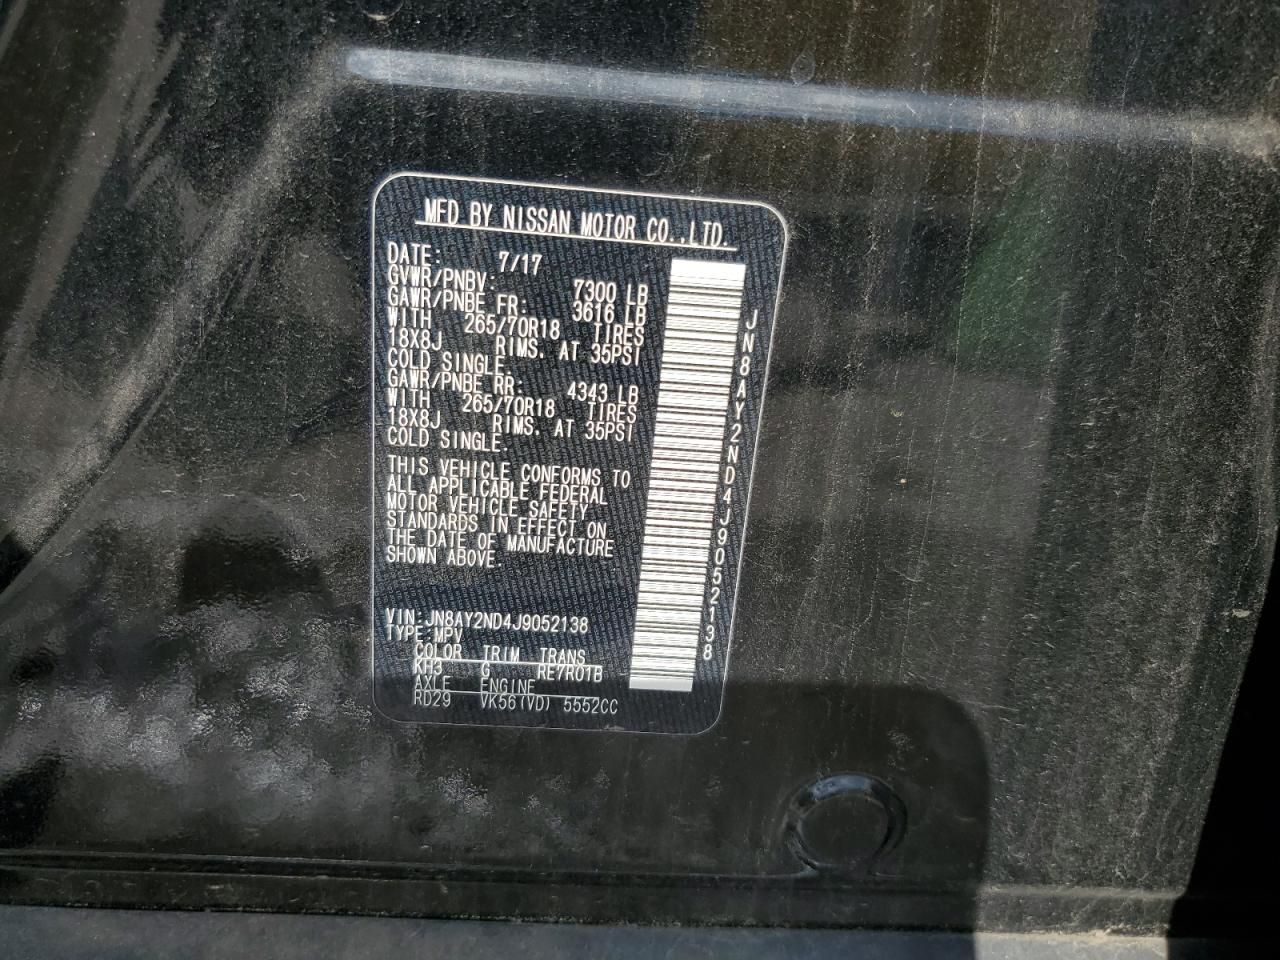 MFD BY NISSAN MOTOR CO.,LTD.
DATE: 7/17
GVWR/PNBV: 7300 LB
GAWR/PNBE FR: 3616 LB
WITH 265/70R18 TIRES
18X8J RIMS. AT 35PSI
COLD SINGLE.
GAWR/PNBE RR: 4343 LB
WITH 265/70R18 TIRES
18X8J RIMS. AT 35PSI
COLD SINGLE.
THIS VEHICLE CONFORMS TO
ALL APPLICABLE FEDERAL
MOTOR VEHICLE SAFETY
STANDARDS IN EFFECT ON
THE DATE OF MANUFACTURE
SHOWN ABOVE.
VIN:JN8AY2ND4J9052138
TYPE:MPV
COLOR TRIM TRANS
KH3 G RE7R01B
AXLE ENGINE
RD29 VK56(VD) 5552CC
JN8AY2ND4J9052138